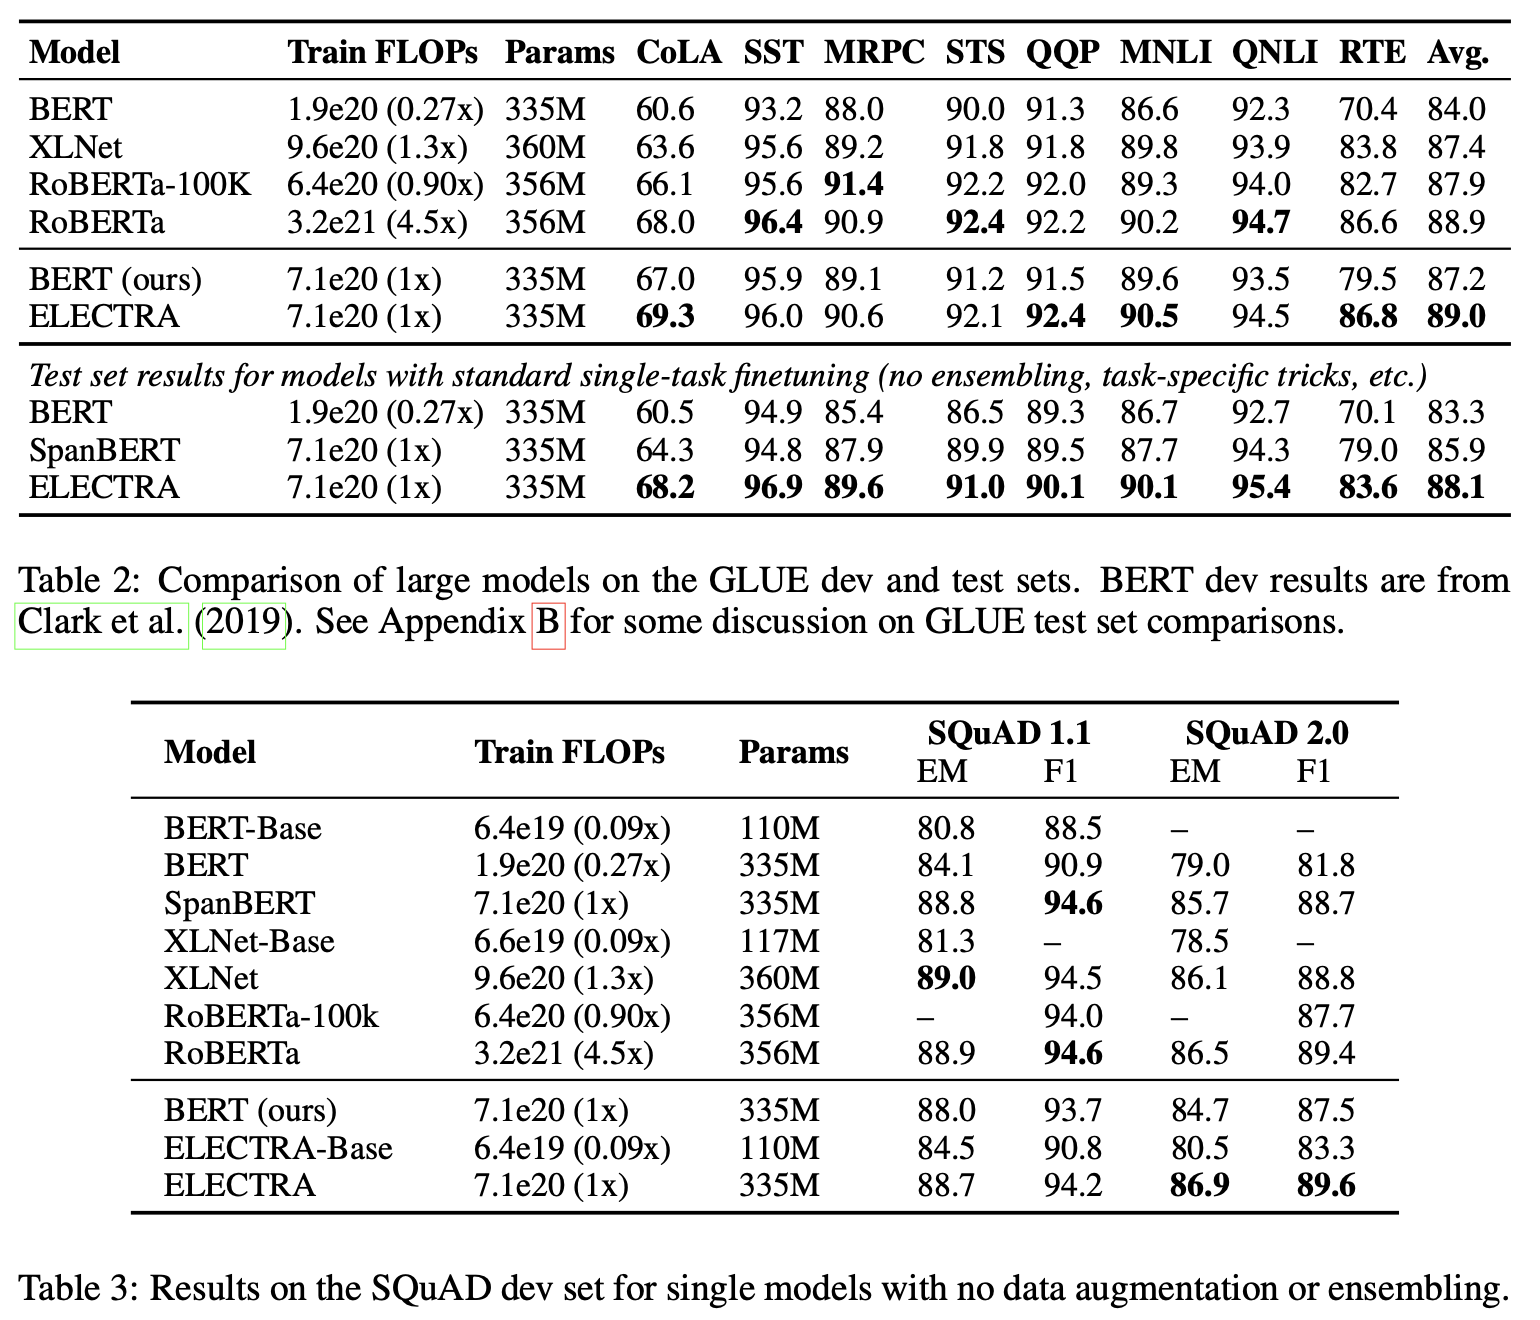 Model Train FLOPs Params CoLA SST MRPC STS QQP MNLI QNLI RTE Avg.
BERT 1.9e20 (0.27x) 335M 60.6 93.2 88.0 90.0 91.3 86.6 92.3 70.4 84.0
XLNet 9.6e20 (1.3x) 360M 63.6 95.6 89.2 91.8 91.8 89.8 93.9 83.8 87.4
RoBERTa-100K 6.4e20 (0.90x) 356M 66.1 95.6 91.4 92.2 92.0 89.3 94.0 82.7 87.9
RoBERTa 3.2e21 (4.5x) 356M 68.0 96.4 90.9 92.4 92.2 90.2 94.7 86.6 88.9
BERT (ours) 7.1e20 (1x) 335M 67.0 95.9 89.1 91.2 91.5 89.6 93.5 79.5 87.2
ELECTRA 7.1e20 (1x) 335M 69.3 96.0 90.6 92.1 92.4 90.5 94.5 86.8 89.0
Test set results for models with standard single-task finetuning (no ensembling, task-specific tricks, etc.)
BERT 1.9e20 (0.27x) 335M 60.5 94.9 85.4 86.5 89.3 86.7 92.7 70.1 83.3
SpanBERT 7.1e20 (1x) 335M 64.3 94.8 87.9 89.9 89.5 87.7 94.3 79.0 85.9
ELECTRA 7.1e20 (1x) 335M 68.2 96.9 89.6 91.0 90.1 90.1 95.4 83.6 88.1
Table 2: Comparison of large models on the GLUE dev and test sets. BERT dev results are from
Clark et al. (2019). See Appendix B for some discussion on GLUE test set comparisons.
Model Train FLOPs Params SQuAD 1.1 SQuAD 2.0
EM F1 EM F1
BERT-Base 6.4e19 (0.09x) 110M 80.8 88.5 – –
BERT 1.9e20 (0.27x) 335M 84.1 90.9 79.0 81.8
SpanBERT 7.1e20 (1x) 335M 88.8 94.6 85.7 88.7
XLNet-Base 6.6e19 (0.09x) 117M 81.3 – 78.5 –
XLNet 9.6e20 (1.3x) 360M 89.0 94.5 86.1 88.8
RoBERTa-100k 6.4e20 (0.90x) 356M – 94.0 – 87.7
RoBERTa 3.2e21 (4.5x) 356M 88.9 94.6 86.5 89.4
BERT (ours) 7.1e20 (1x) 335M 88.0 93.7 84.7 87.5
ELECTRA-Base 6.4e19 (0.09x) 110M 84.5 90.8 80.5 83.3
ELECTRA 7.1e20 (1x) 335M 88.7 94.2 86.9 89.6
Table 3: Results on the SQuAD dev set for single models with no data augmentation or ensembling.